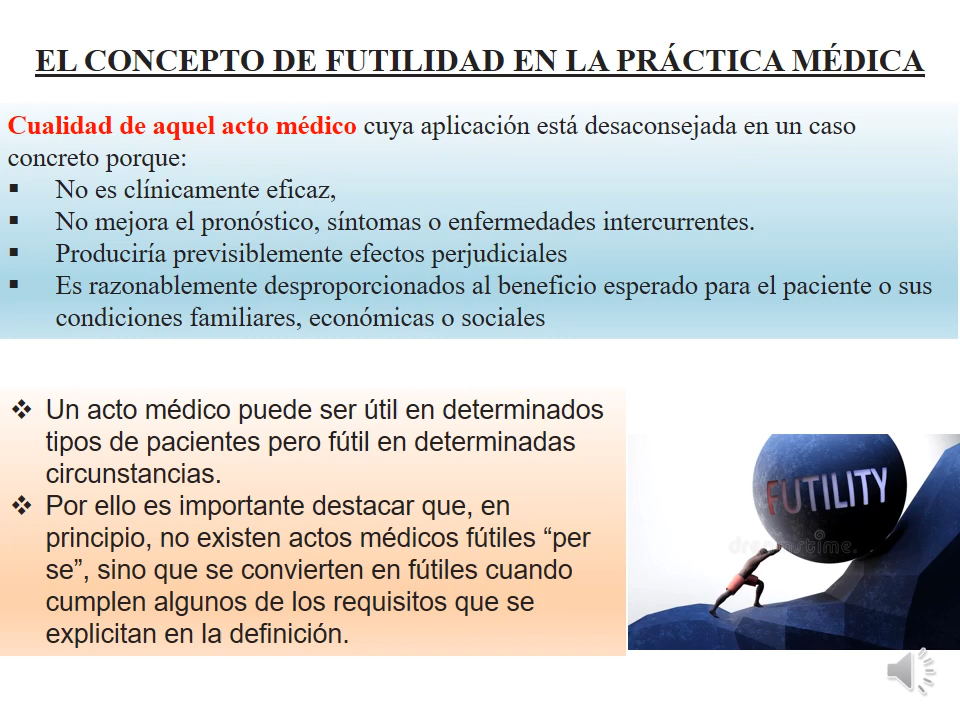 EL CONCEPTO DE FUTILIDAD EN LA PRÁCTICA MÉDICA
Cualidad de aquel acto médico cuya aplicación está desaconsejada en un caso
concreto porque:
▪ No es clínicamente eficaz,
▪ No mejora el pronóstico, síntomas o enfermedades intercurrentes.
▪ Produciría previsiblemente efectos perjudiciales
▪ Es razonablemente desproporcionados al beneficio esperado para el paciente o sus
condiciones familiares, económicas o sociales
❖ Un acto médico puede ser útil en determinados
tipos de pacientes pero fútil en determinadas
circunstancias.
❖ Por ello es importante destacar que, en
principio, no existen actos médicos fútiles “per
se”, sino que se convierten en fútiles cuando
cumplen algunos de los requisitos que se
explicitan en la definición.
FUTILITY
dreamstime.